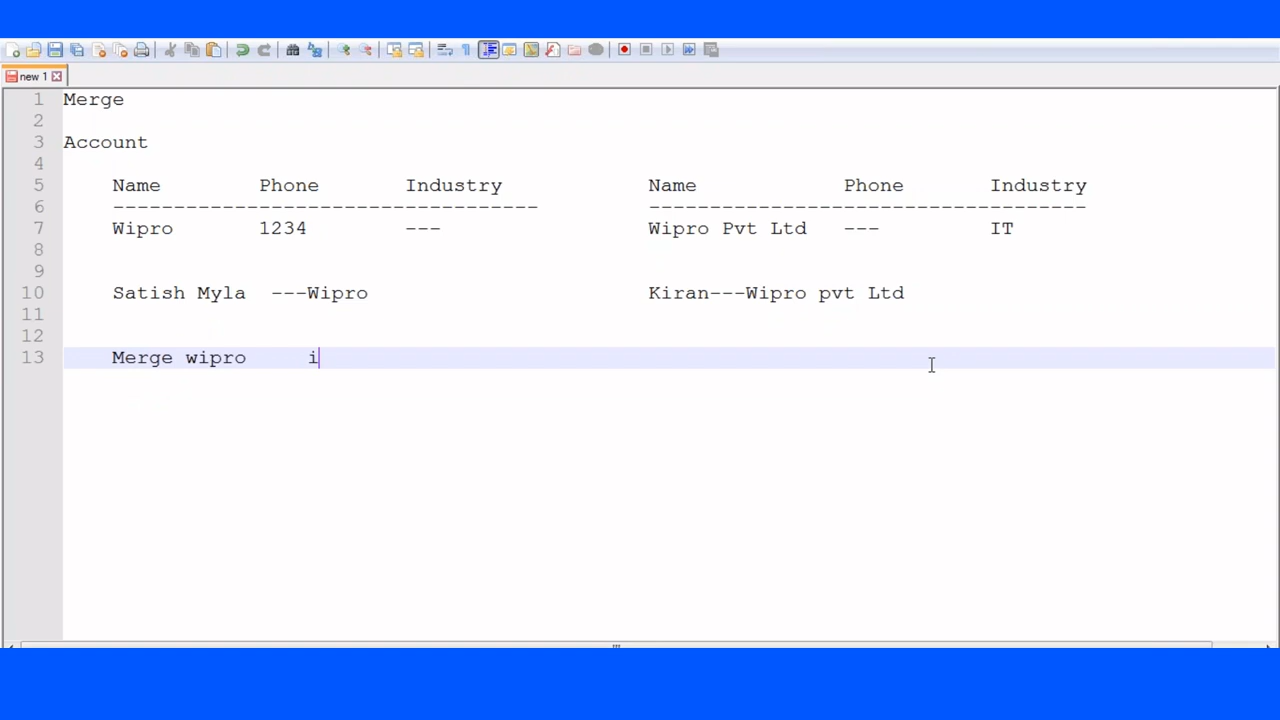 new 1
1 Merge
2
3 Account
4
5 Name Phone Industry Name Phone Industry
6 ----------------------------------- ------------------------------------
7 Wipro 1234 --- Wipro Pvt Ltd --- IT
8
9
10 Satish Myla ---Wipro Kiran---Wipro pvt Ltd
11
12
13 Merge wipro i